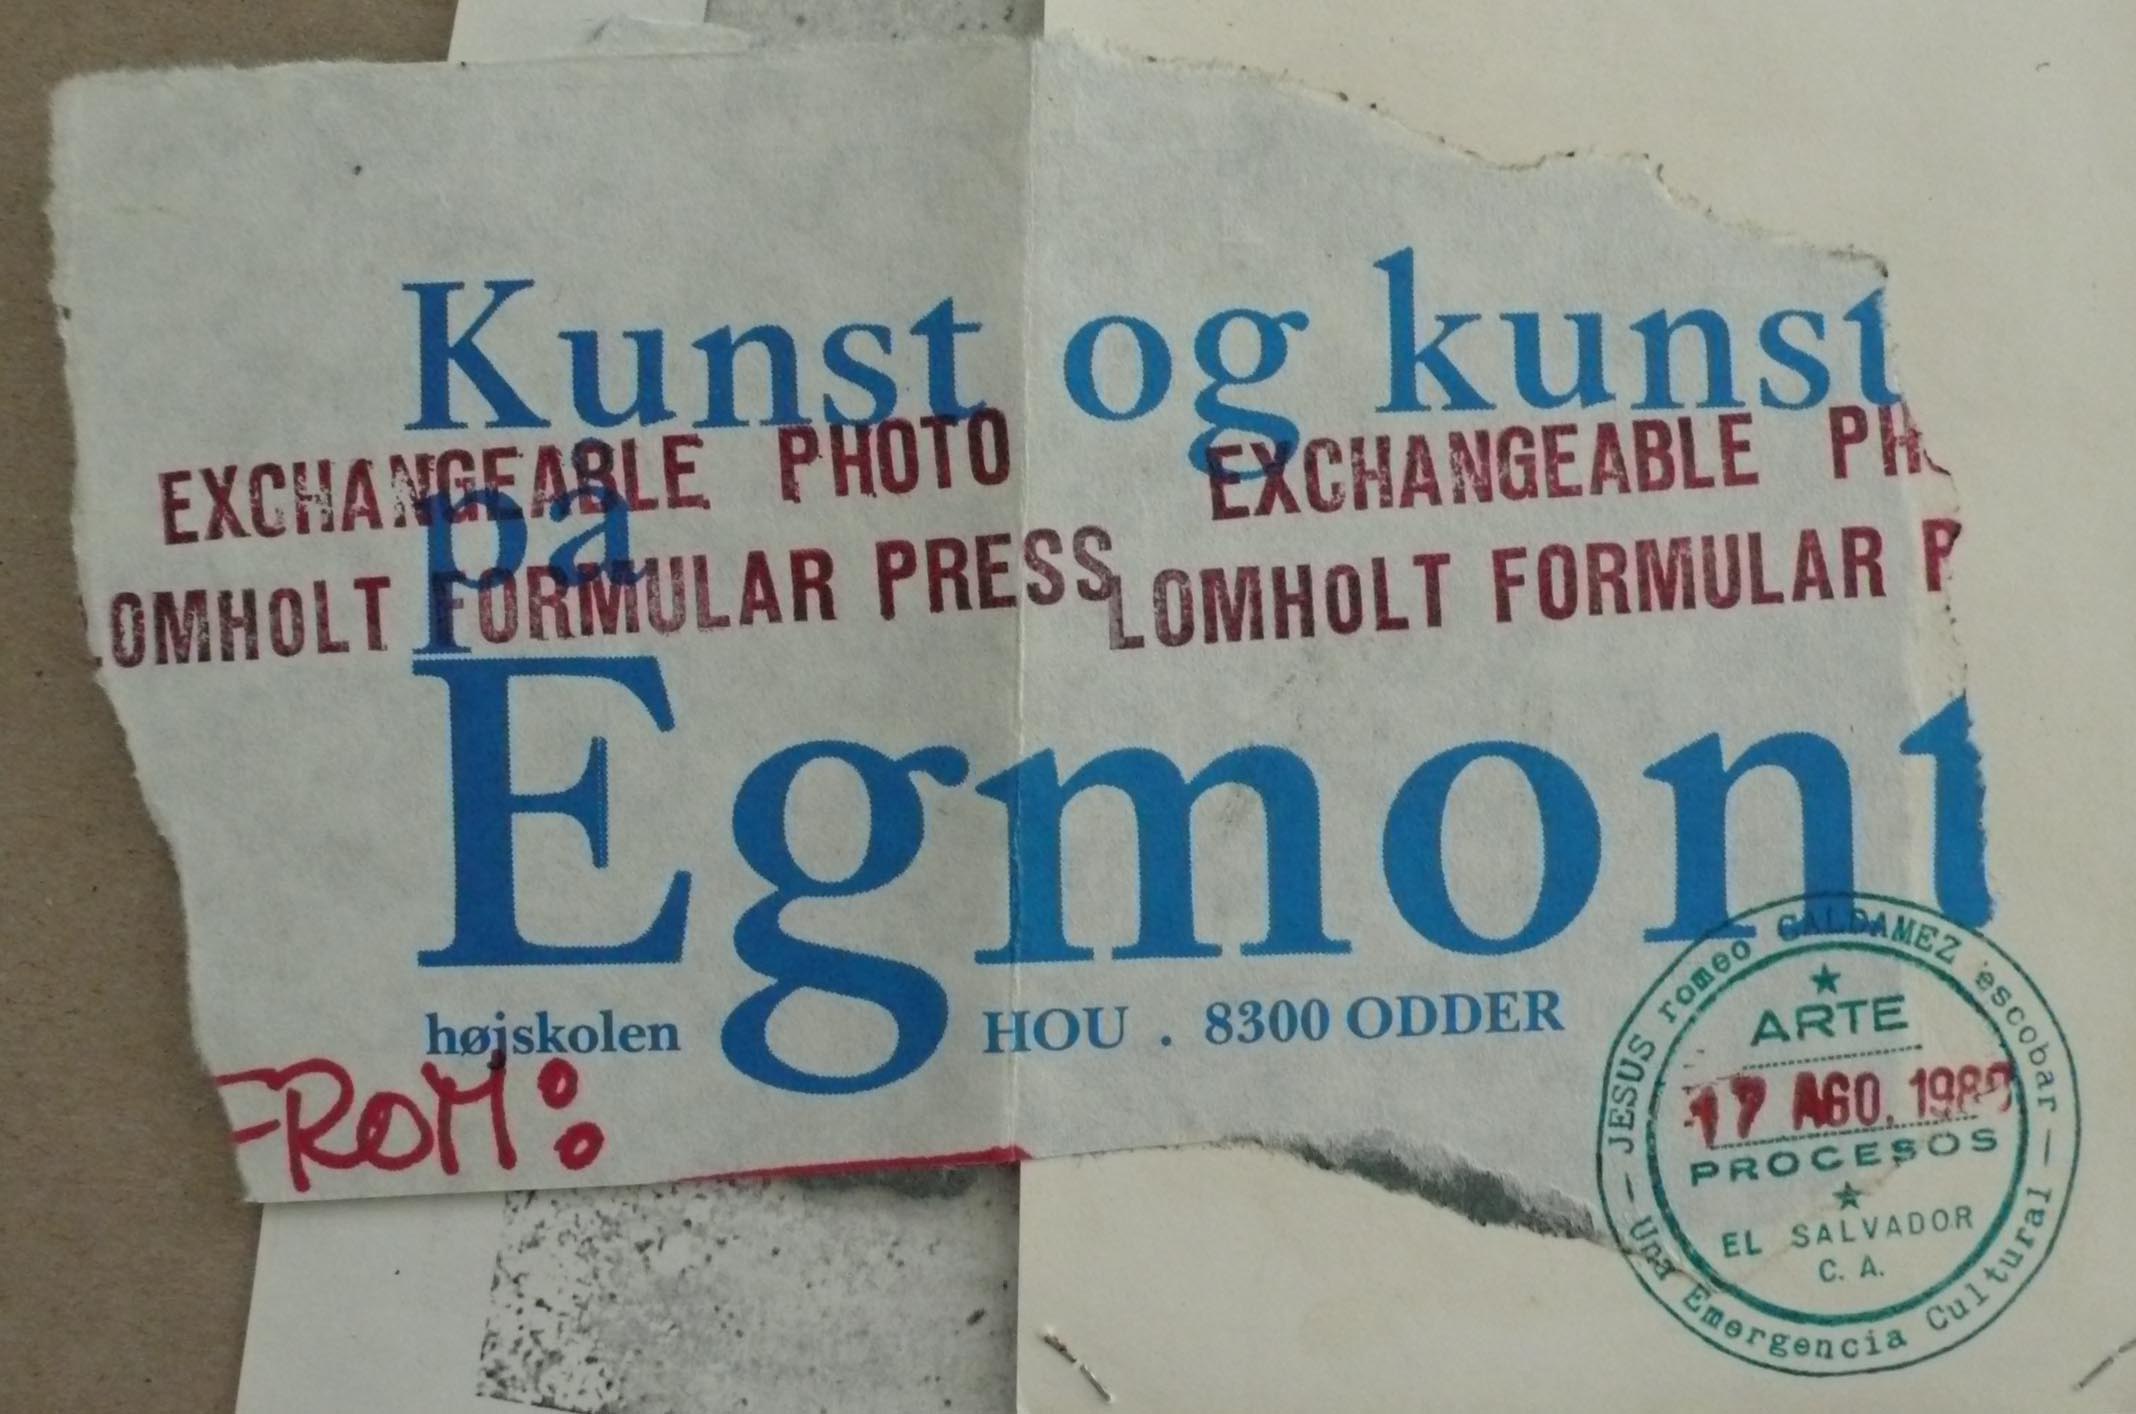 Kunst og kunst
EXCHANGEABLE PHOTO EXCHANGEABLE PH
på
LOMHOLT FORMULAR PRESS LOMHOLT FORMULAR P
Egmont
højskolen HOU . 8300 ODDER
FROM:
JESUS romeo GALDAMEZ escobar
ARTE
17 AGO. 198
PROCESOS
EL SALVADOR
C. A.
Una Emergencia Cultural